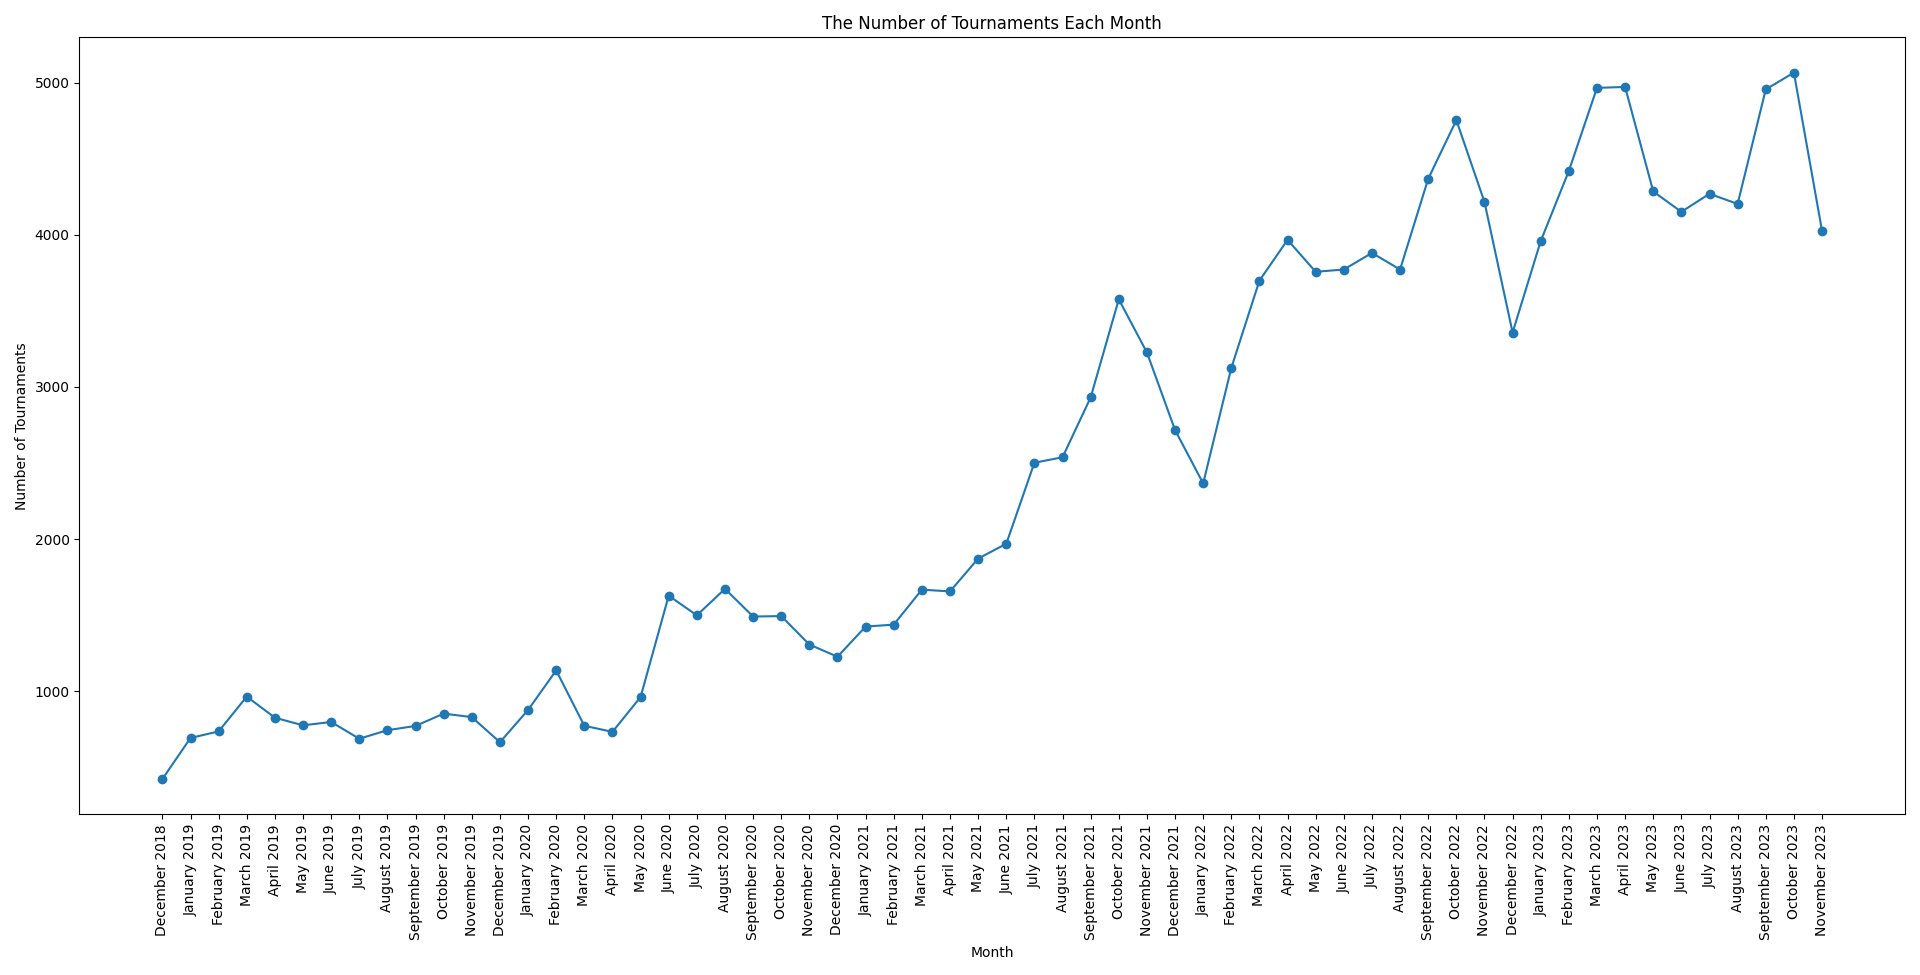 The Number of Tournaments Each Month
Number of Tournaments
5000
4000
3000
2000
1000
December 2018
January 2019
February 2019
March 2019
April 2019
May 2019
June 2019
July 2019
August 2019
September 2019
October 2019
November 2019
December 2019
January 2020
February 2020
March 2020
April 2020
May 2020
June 2020
July 2020
August 2020
September 2020
October 2020
November 2020
December 2020
January 2021
February 2021
March 2021
April 2021
May 2021
June 2021
July 2021
August 2021
September 2021
October 2021
November 2021
December 2021
January 2022
February 2022
March 2022
April 2022
May 2022
June 2022
July 2022
August 2022
September 2022
October 2022
November 2022
December 2022
January 2023
February 2023
March 2023
April 2023
May 2023
June 2023
July 2023
August 2023
September 2023
October 2023
November 2023
Month